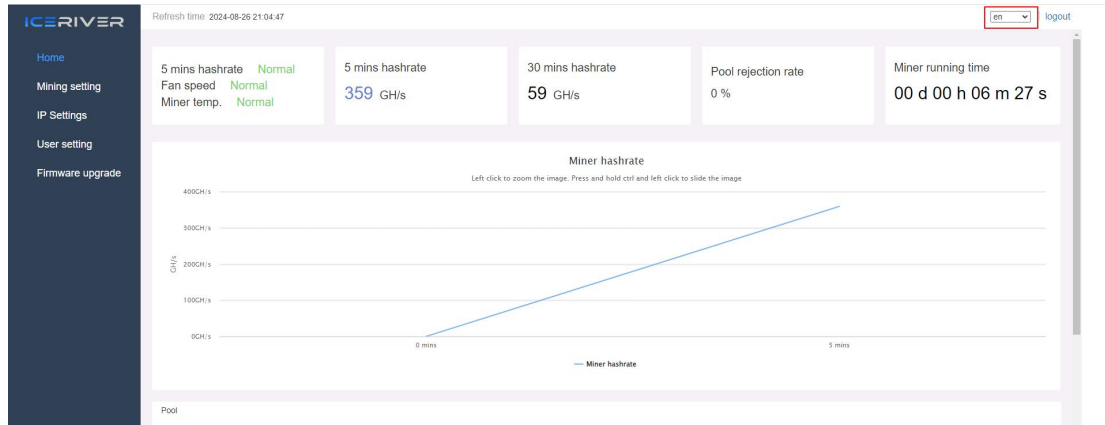 ICERIVER
Refresh time 2024-08-26 21:04:47
en
logout
Home
Mining setting
IP Settings
User setting
Firmware upgrade
5 mins hashrate Normal
Fan speed Normal
Miner temp. Normal
5 mins hashrate
359 GH/s
30 mins hashrate
59 GH/s
Pool rejection rate
0 %
Miner running time
00 d 00 h 06 m 27 s
Miner hashrate
Left click to zoom the image. Press and hold ctrl and left click to slide the image
GH/s
400GH/s
300GH/s
200GH/s
100GH/s
0GH/s
0 mins
5 mins
Miner hashrate
Pool